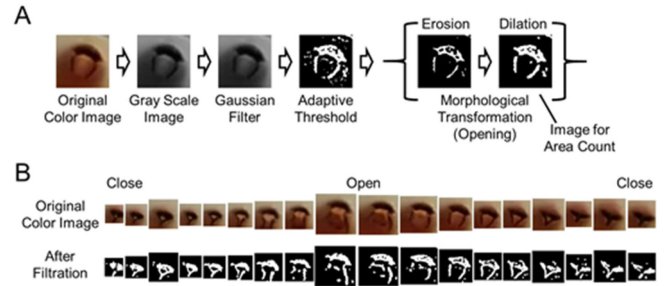 A
Erosion
Dilation
Original
Color Image
Gray Scale
Image
Gaussian
Filter
Adaptive
Threshold
Morphological
Transformation
(Opening)
Image for
Area Count
B
Close
Open
Close
Original
Color Image
After
Filtration